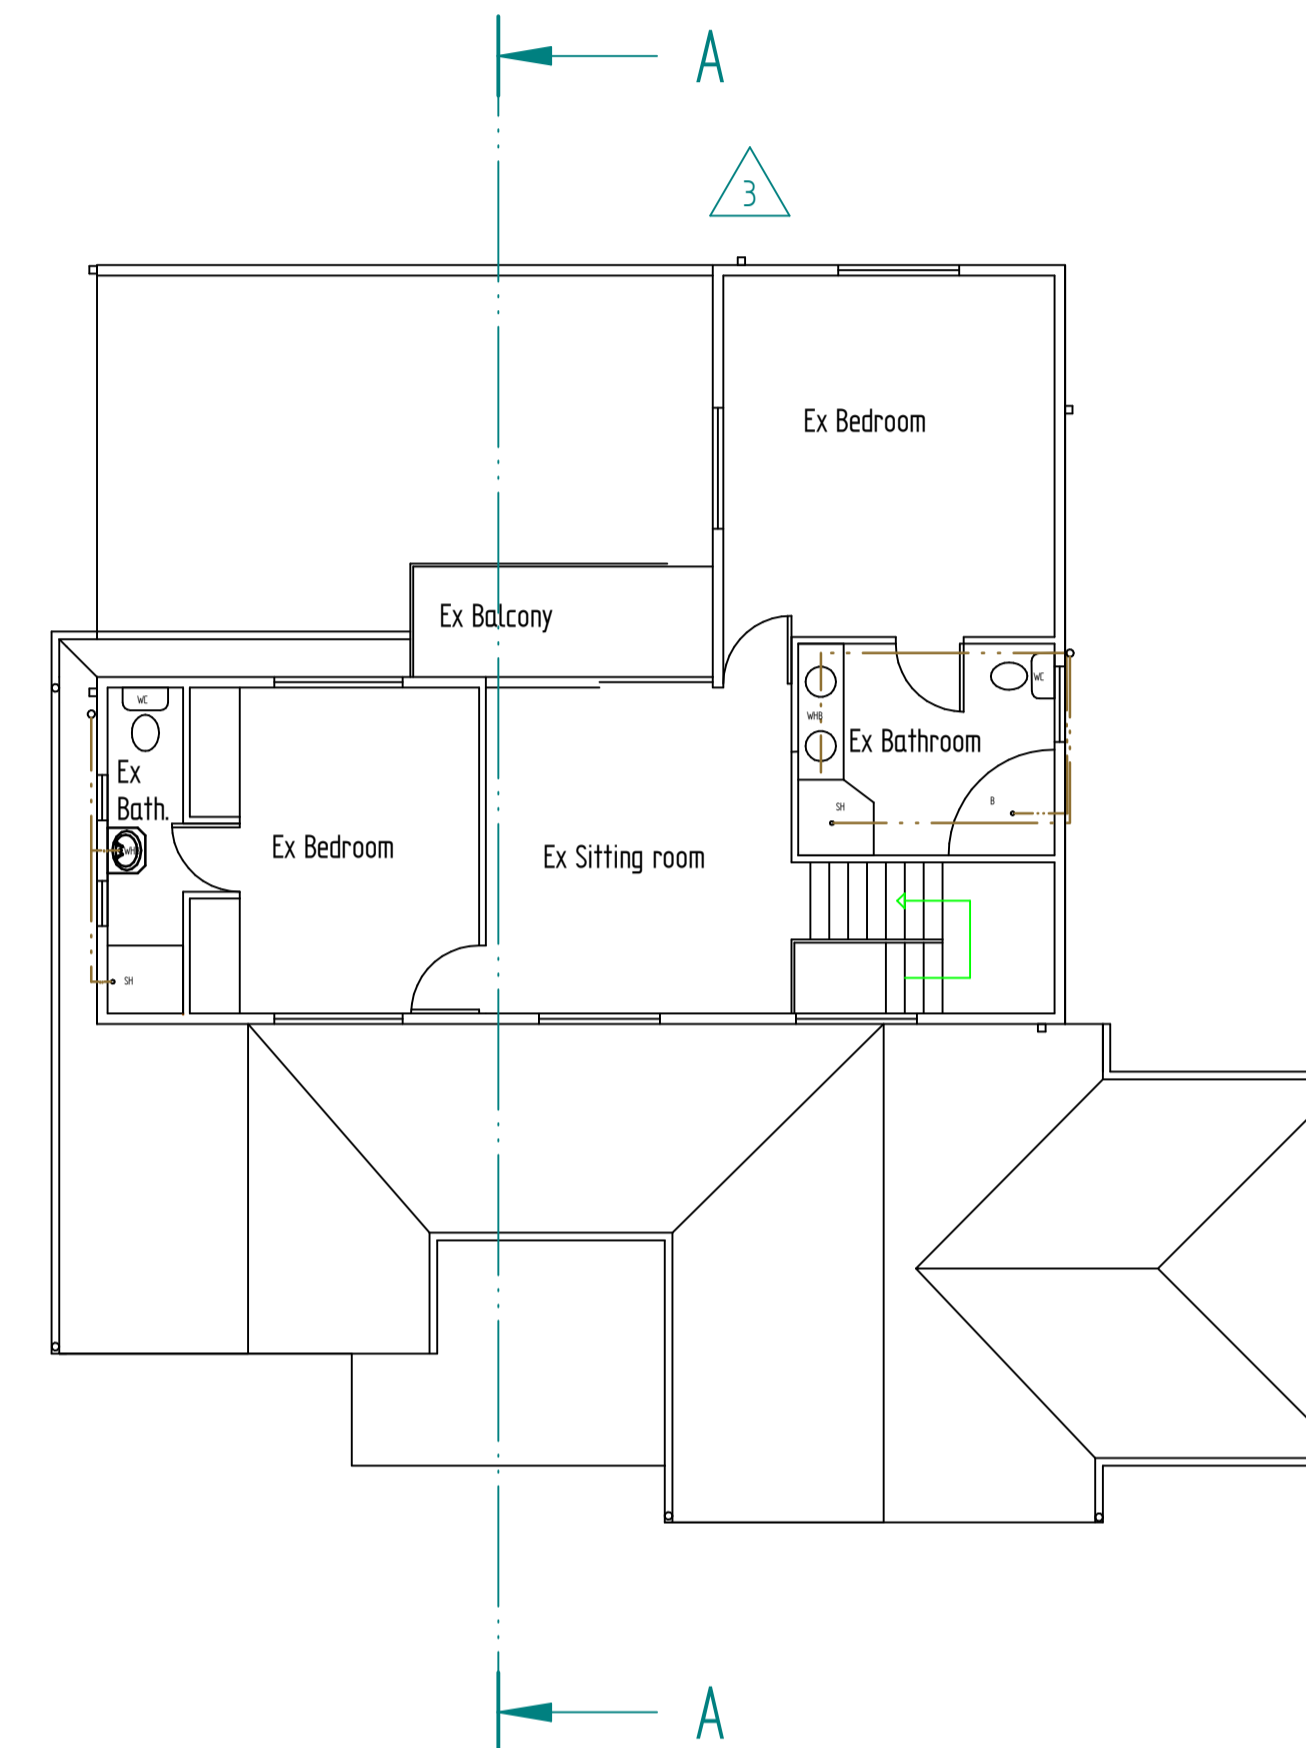 A
3
Ex Bedroom
Ex Balcony
WC
WC
WHB
Ex Bathroom
Ex
Bath.
SH
B
Ex Bedroom
Ex Sitting room
SH
A